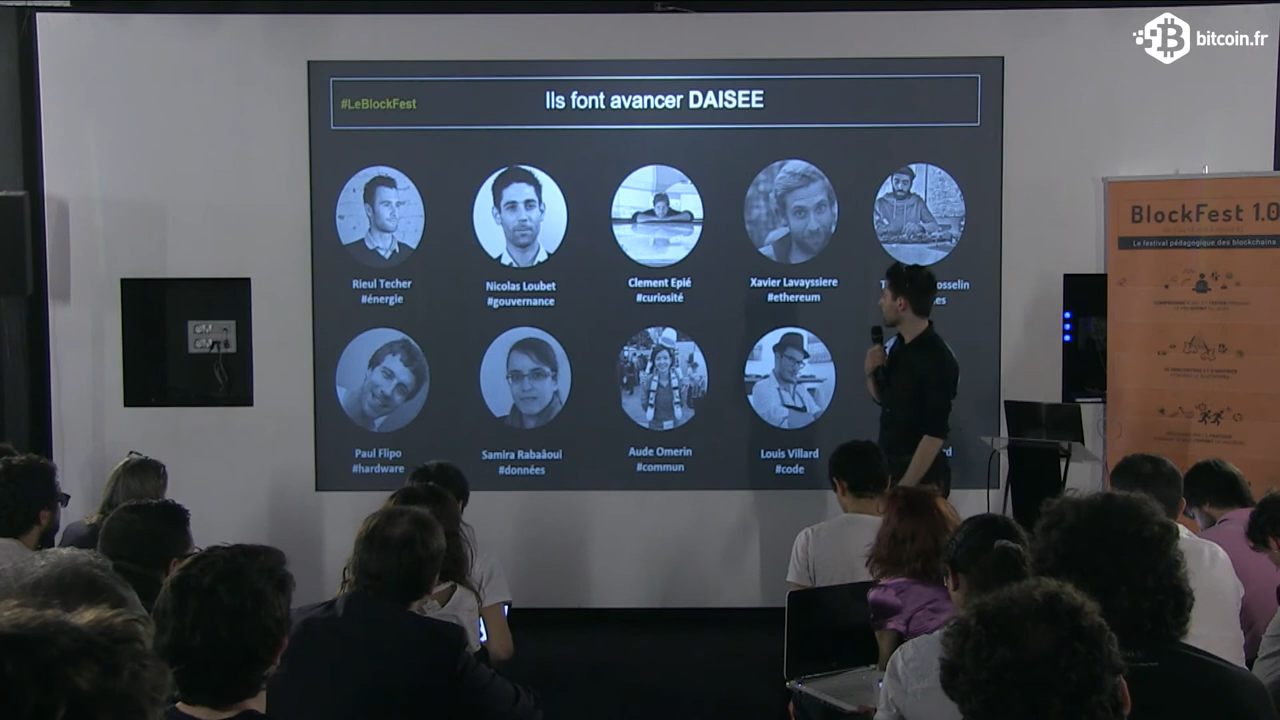 bitcoin.fr
#LeBlockFest
Ils font avancer DAISEE
Rieul Techer
#énergie
Nicolas Loubet
#gouvernance
Clement Eplé
#curiosité
Xavier Lavayssiere
#ethereum
Paul Flipo
#hardware
Samira Rabaâoui
#données
Aude Omerin
#commun
Louis Villard
#code
BlockFest 1.0
Le festival pédagogique des blockchains